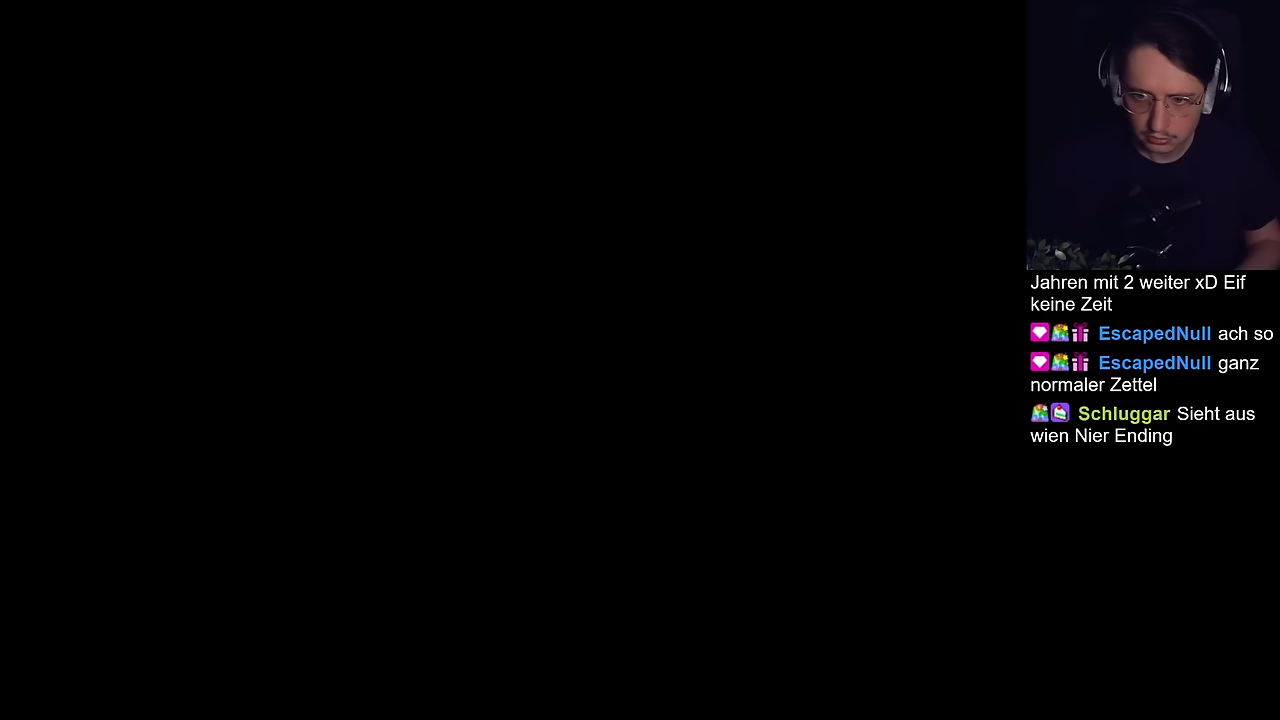 Jahren mit 2 weiter xD Eif
keine Zeit
EscapedNull ach so
EscapedNull ganz
normaler Zettel
Schluggar Sieht aus
wien Nier Ending